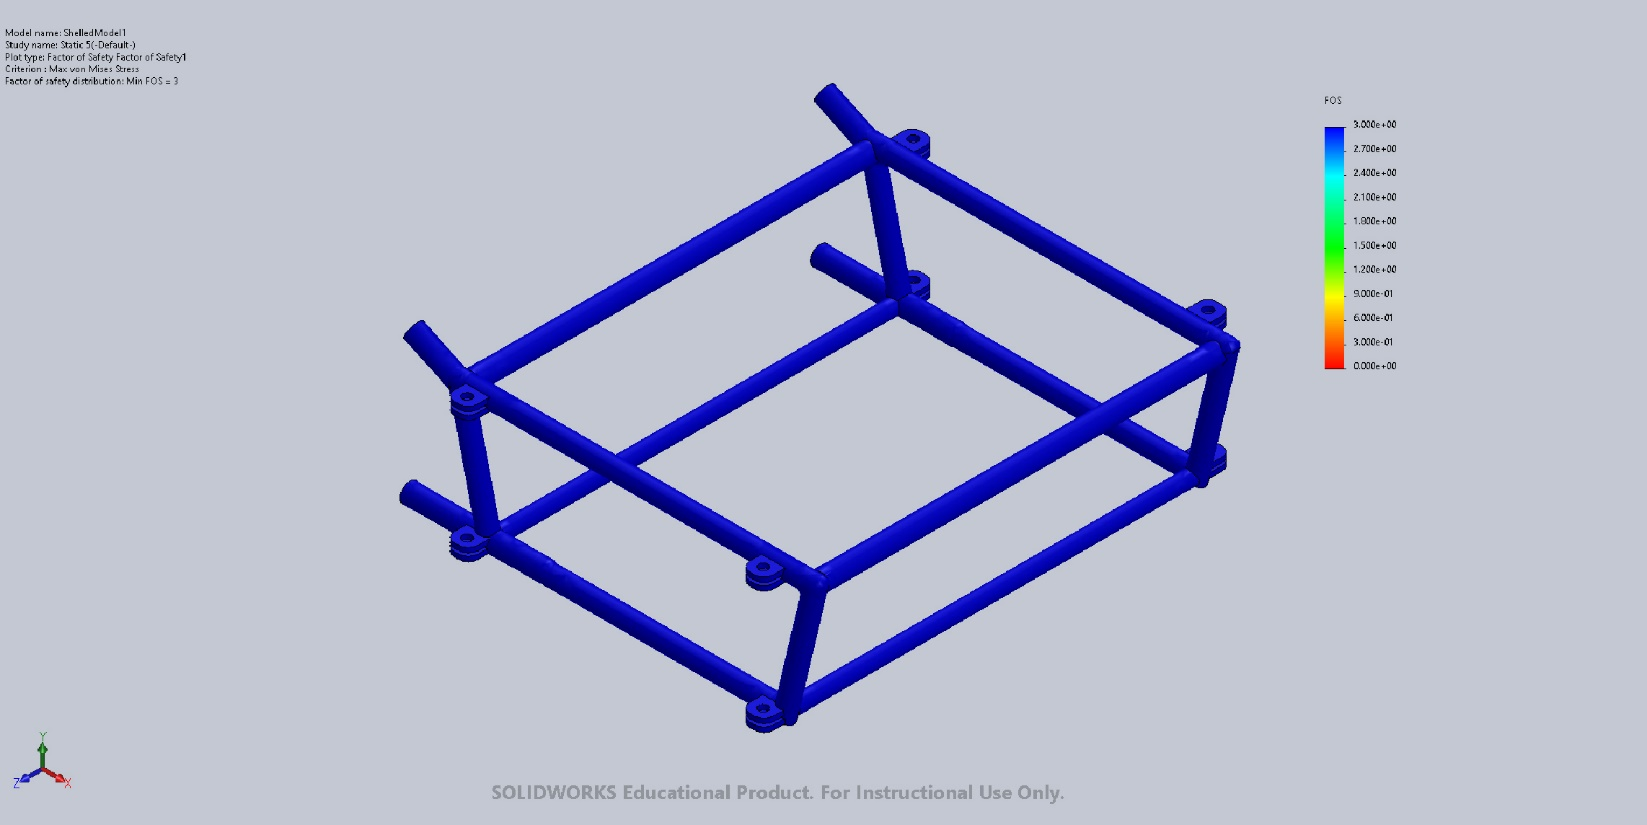 Model name: ShelledModel1
Study name: Static 5(-Default-)
Plot type: Factor of Safety Factor of Safety1
Criterion : Max von Mises Stress
Factor of safety distribution: Min FOS = 3
FOS
3.000e+00
2.700e+00
2.400e+00
2.100e+00
1.800e+00
1.500e+00
1.200e+00
9.000e-01
6.000e-01
3.000e-01
0.000e+00
Y
Z
X
SOLIDWORKS Educational Product. For Instructional Use Only.